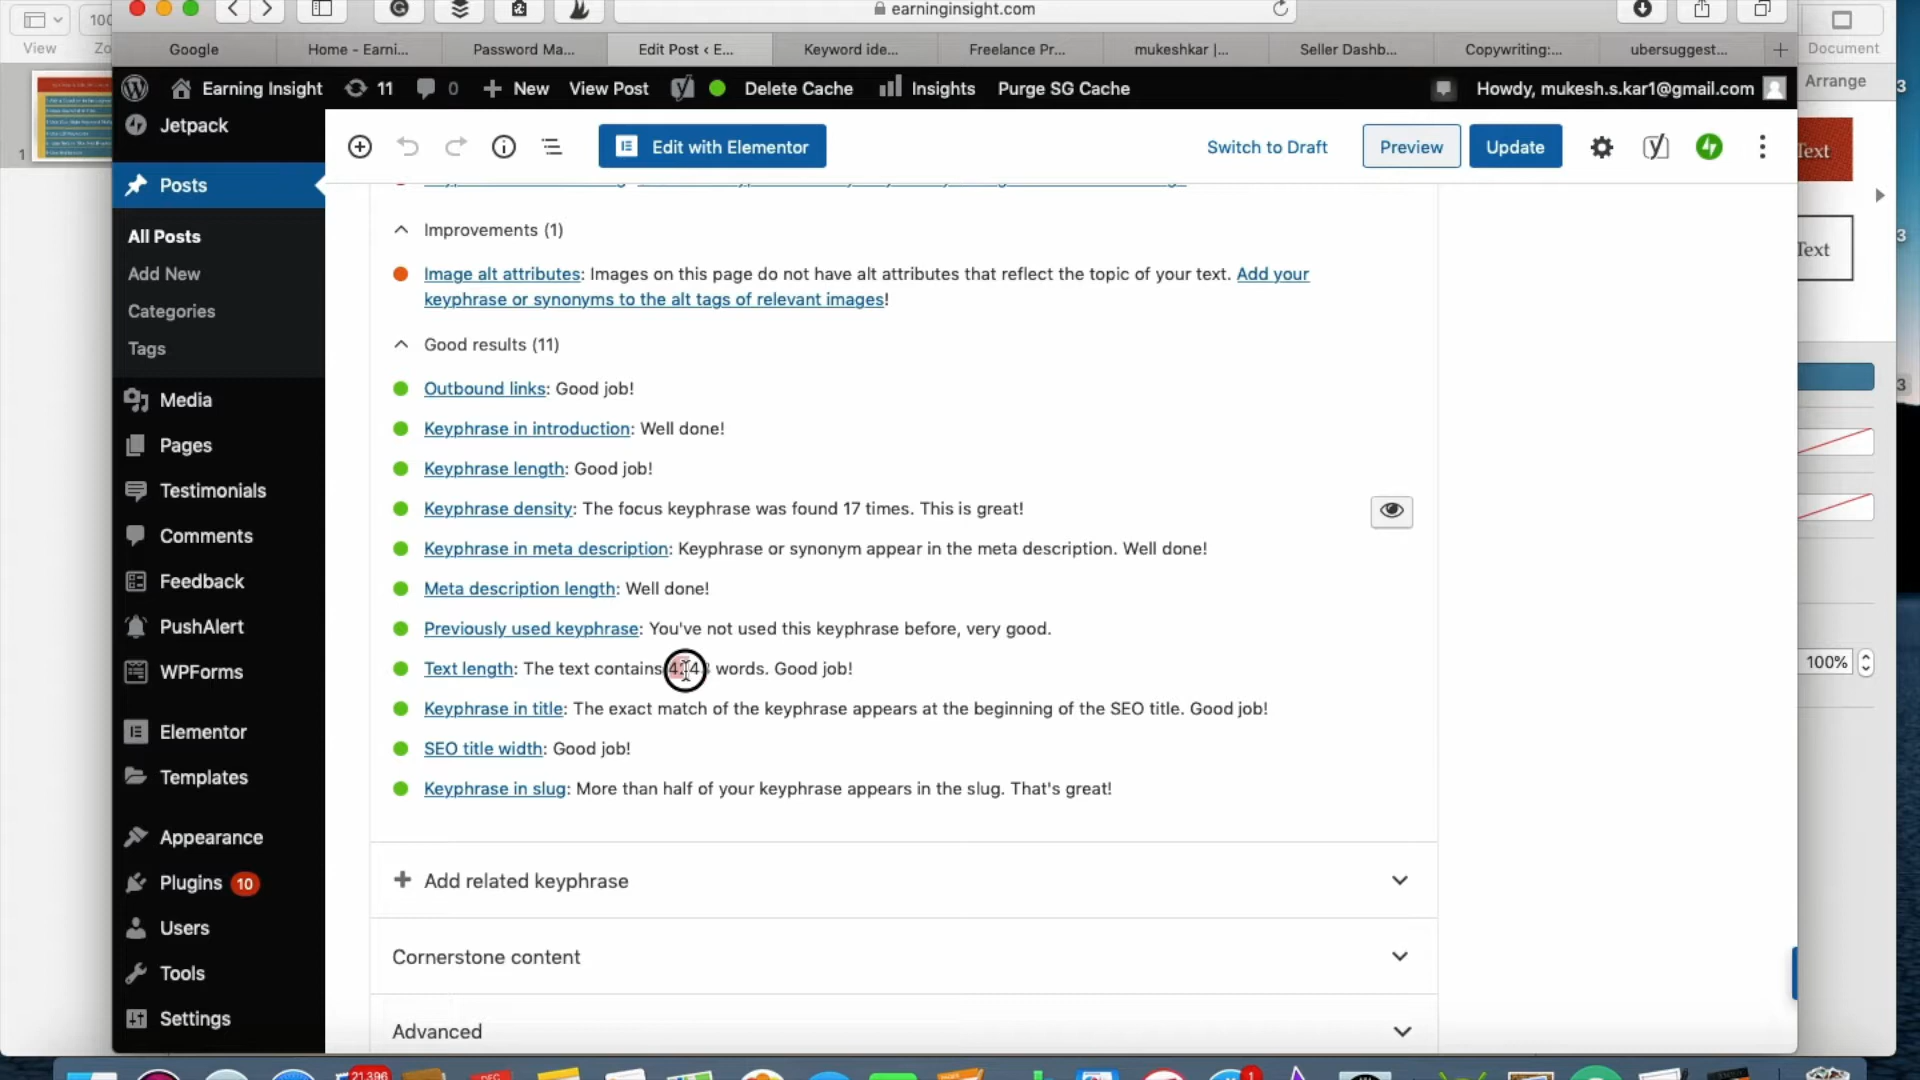 earninginsight.com
View
Document
Google
Home - Earni...
Password Ma...
Edit Post ‹ E...
Keyword ide...
Freelance Pr...
mukeshkar |...
Seller Dashb...
Copywriting:...
ubersuggest...
Arrange
Earning Insight
11
0
New
View Post
Delete Cache
Insights
Purge SG Cache
Howdy, mukesh.s.kar1@gmail.com
Jetpack
Edit with Elementor
Switch to Draft
Preview
Update
Text
1
Posts
All Posts
Add New
Categories
Tags
Media
Pages
Testimonials
Comments
Feedback
PushAlert
WPForms
Elementor
Templates
Appearance
Plugins 10
Users
Tools
Settings
Improvements (1)
Image alt attributes: Images on this page do not have alt attributes that reflect the topic of your text. Add your
keyphrase or synonyms to the alt tags of relevant images!
Good results (11)
Outbound links: Good job!
Keyphrase in introduction: Well done!
Keyphrase length: Good job!
Keyphrase density: The focus keyphrase was found 17 times. This is great!
Keyphrase in meta description: Keyphrase or synonym appear in the meta description. Well done!
Meta description length: Well done!
Previously used keyphrase: You've not used this keyphrase before, very good.
Text length: The text contains words. Good job!
Keyphrase in title: The exact match of the keyphrase appears at the beginning of the SEO title. Good job!
SEO title width: Good job!
Keyphrase in slug: More than half of your keyphrase appears in the slug. That's great!
Add related keyphrase
Cornerstone content
Advanced
Text
3
3
3
100%
21,396
DEC
1